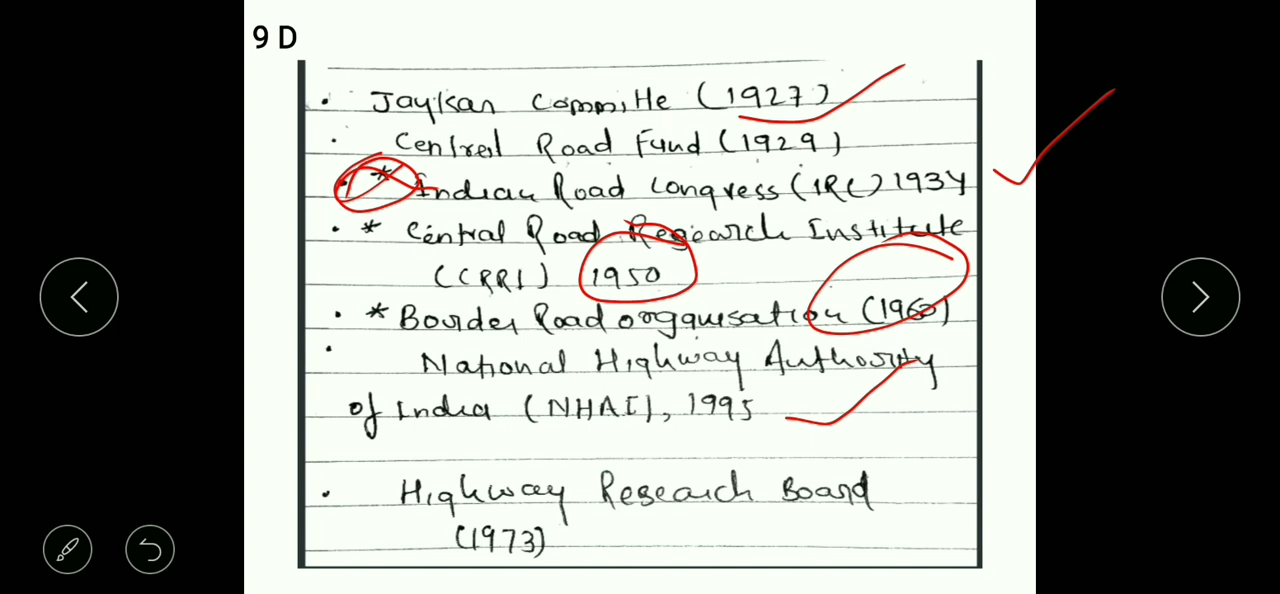 9 D
. Jaykan Committe (1927)
. Central Road Fund (1929)
. * Indian Road Congress (IRC) 1934
. * Central Road Research Institute
(CRRI) 1950
. * Border Road organisation (1960)
. National Highway Authority
of India (NHAI), 1995
. Highway Research Board
(1973)